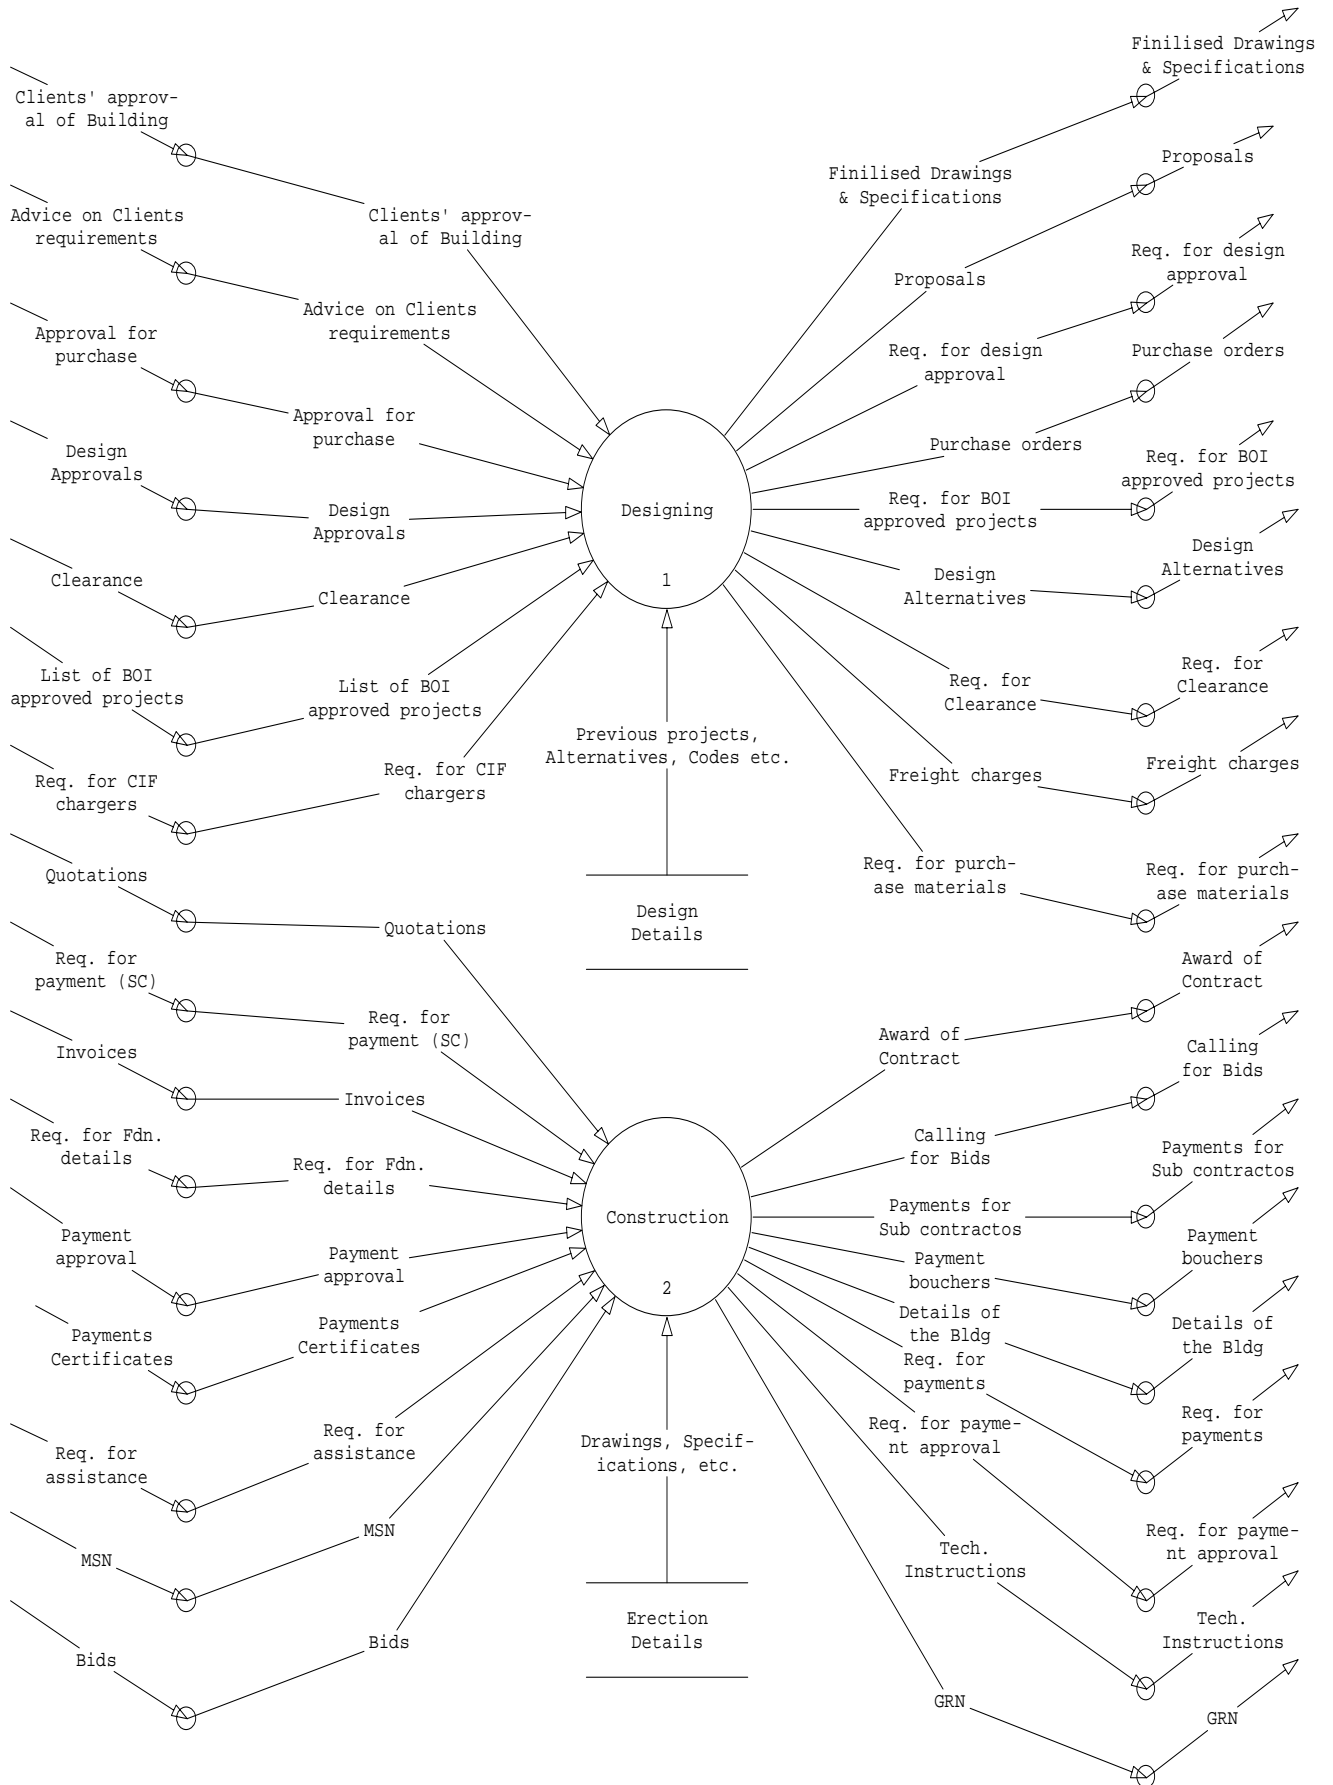 Finilised Drawings
& Specifications
Clients' approv-
al of Building
Proposals
Finilised Drawings
& Specifications
Advice on Clients
requirements
Clients' approv-
al of Building
Req. for design
approval
Proposals
Advice on Clients
requirements
Approval for
purchase
Req. for design
approval
Purchase orders
Approval for
purchase
Purchase orders
Design
Approvals
Req. for BOI
approved projects
Req. for BOI
approved projects
Design
Approvals
Designing
1
Design
Alternatives
Design
Alternatives
Clearance
Clearance
List of BOI
approved projects
List of BOI
approved projects
Req. for
Clearance
Req. for
Clearance
Previous projects,
Alternatives, Codes etc.
Req. for CIF
chargers
Req. for CIF
chargers
Freight charges
Freight charges
Quotations
Req. for purch-
ase materials
Req. for purch-
ase materials
Design
Details
Quotations
Req. for
payment (SC)
Award of
Contract
Req. for
payment (SC)
Award of
Contract
Invoices
Calling
for Bids
Invoices
Req. for Fdn.
details
Calling
for Bids
Payments for
Sub contractos
Req. for Fdn.
details
Payments for
Sub contractos
Construction
2
Payment
approval
Payment
approval
Payment
bouchers
Payment
bouchers
Payments
Certificates
Payments
Certificates
Details of
the Bldg
Details of
the Bldg
Req. for
payments
Req. for
payments
Req. for
assistance
Req. for
assistance
Drawings, Specif-
ications, etc.
Req. for payme-
nt approval
Req. for payme-
nt approval
MSN
MSN
Tech.
Instructions
Tech.
Instructions
Erection
Details
Bids
Bids
GRN
GRN